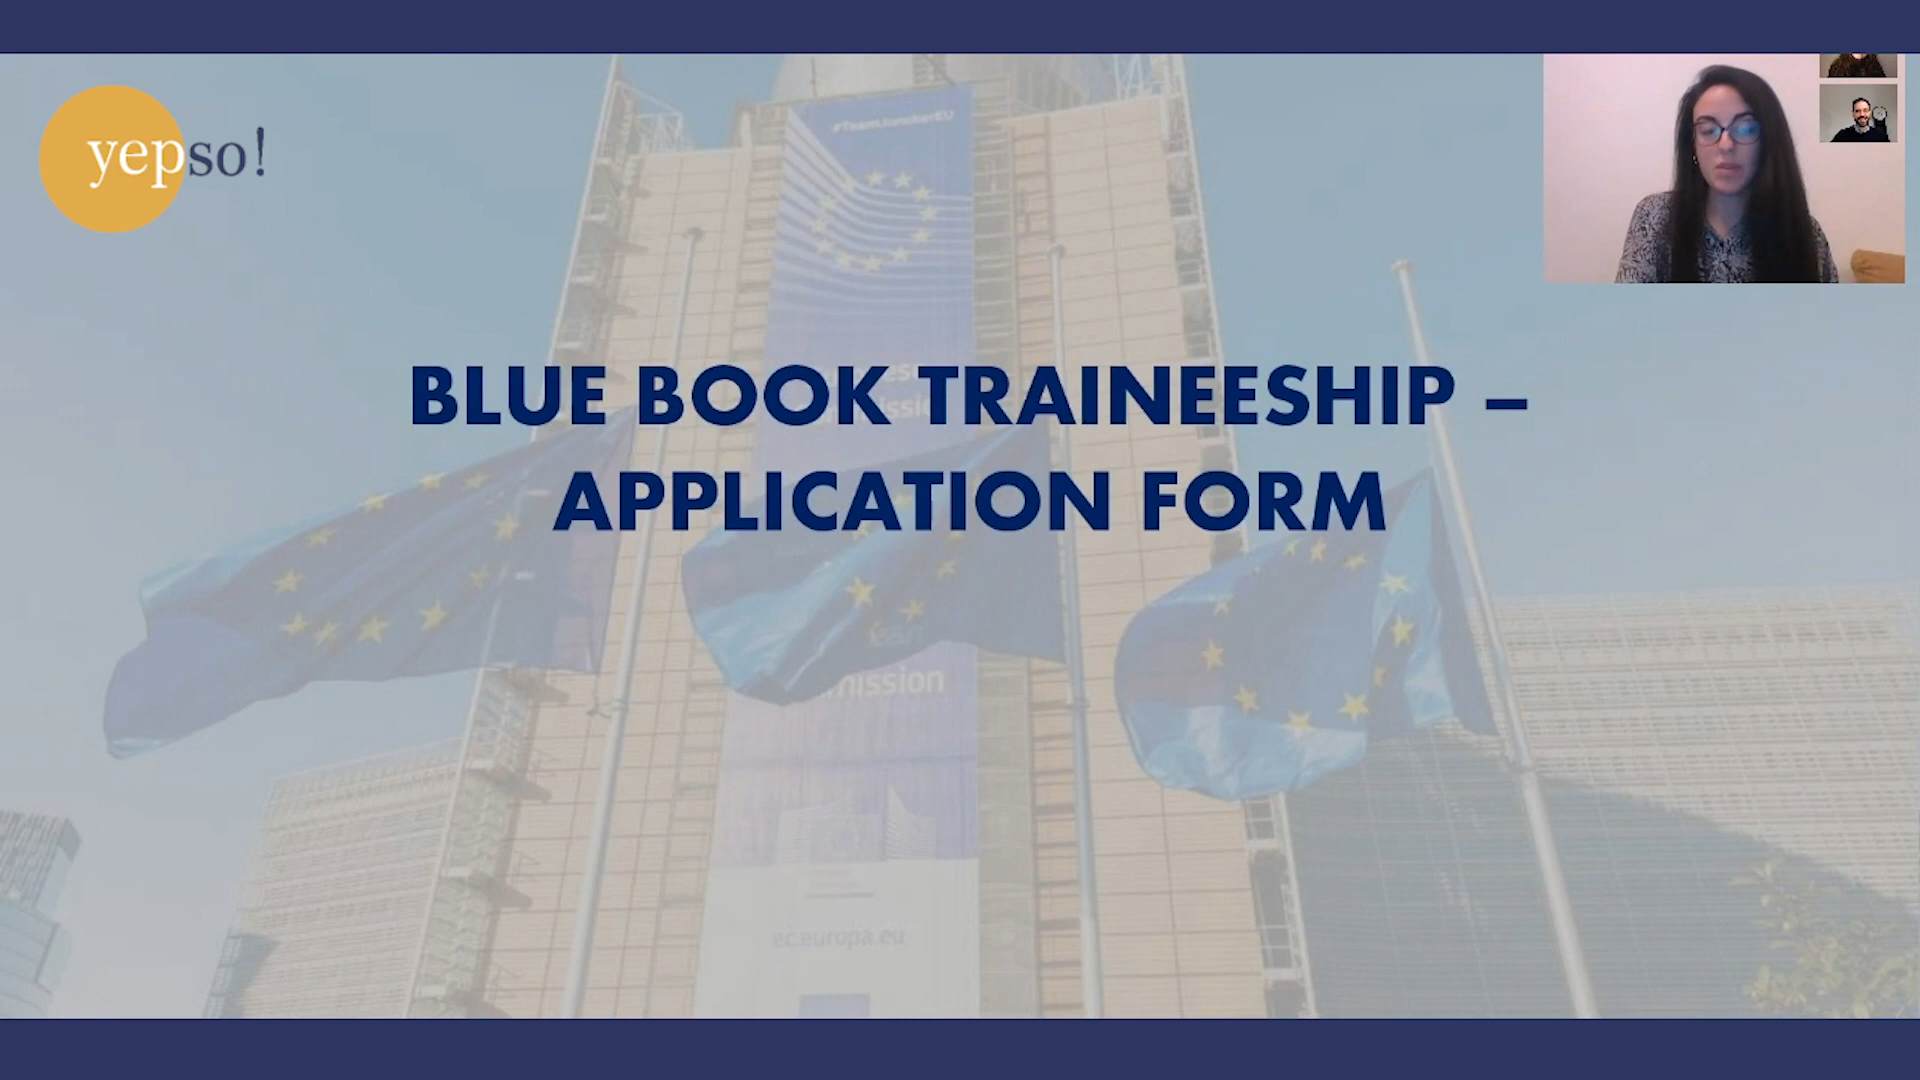 yepso!
#TeamJunckerEU
BLUE BOOK TRAINEESHIP –
APPLICATION FORM
ec.europa.eu